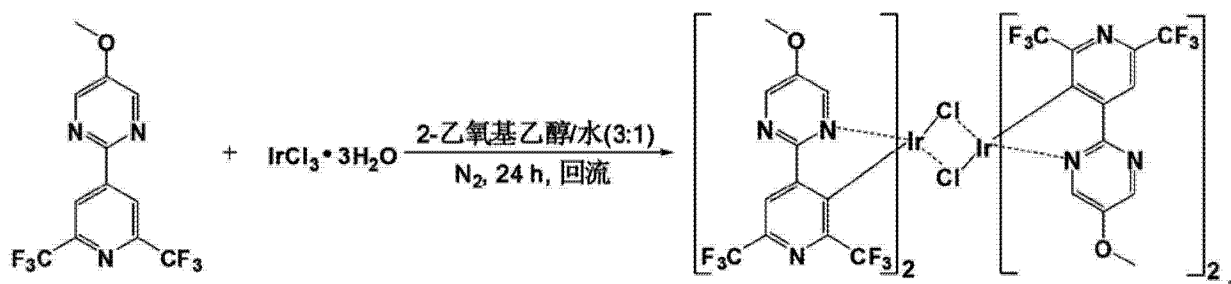 O
N N
F₃C N CF₃
+
IrCl₃•3H₂O
2-乙氧基乙醇/水(3:1)
N₂, 24 h, 回流
O
N N
F₃C N CF₃
2
Ir
Cl
Cl
Ir
F₃C N CF₃
N N
O
2
.